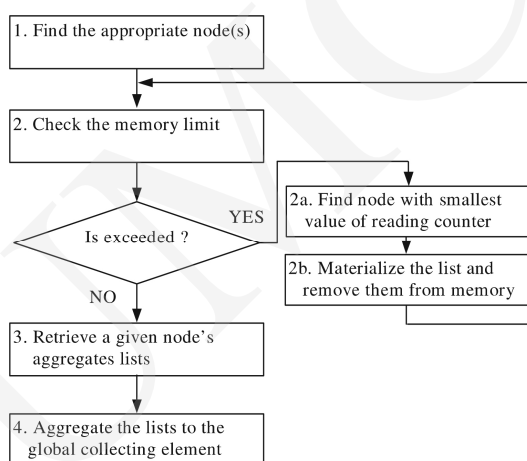 1. Find the appropriate node(s)
2. Check the memory limit
Is exceeded ?
YES
2a. Find node with smallest
value of reading counter
2b. Materialize the list and
remove them from memory
NO
3. Retrieve a given node's
aggregates lists
4. Aggregate the lists to the
global collecting element